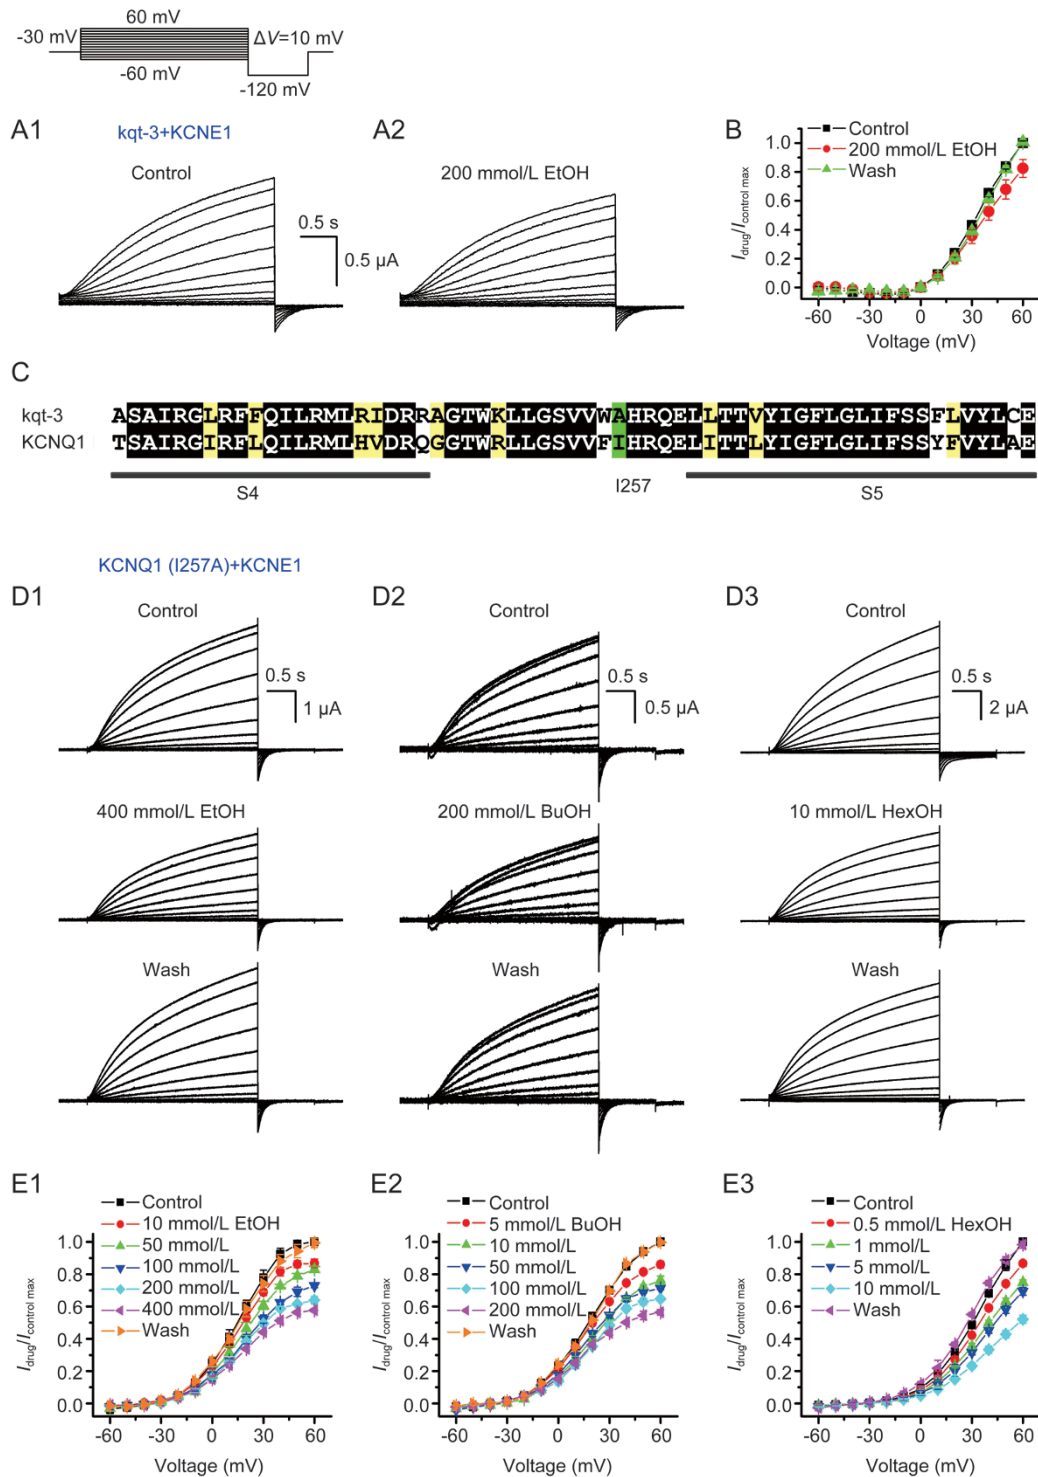 60 mV
-30 mV
ΔV=10 mV
-60 mV
-120 mV
A1
kqt-3+KCNE1
A2
B
Control
200 mmol/L EtOH
0.5 s
0.5 µA
Control
200 mmol/L EtOH
Wash
I drug/I control max
1.0
0.8
0.6
0.4
0.2
0.0
-60 -30 0 30 60
Voltage (mV)
C
kqt-3 ASAIRGLRFFQILRMLRIDRRAGTWKLLGSVVWAHRQELLTTVYIGFLGLIFSSFLVYLCE
KCNQ1 TSAIRGIRFLQILRMLHVDRQGGTWRLLGSVVFIHRQELITTLYIGFLGLIFSSYFVYLAE
S4
I257
S5
KCNQ1 (I257A)+KCNE1
D1
Control
0.5 s
1 µA
400 mmol/L EtOH
Wash
D2
Control
0.5 s
0.5 µA
200 mmol/L BuOH
Wash
D3
Control
0.5 s
2 µA
10 mmol/L HexOH
Wash
E1
Control
10 mmol/L EtOH
50 mmol/L
100 mmol/L
200 mmol/L
400 mmol/L
Wash
I drug/I control max
1.0
0.8
0.6
0.4
0.2
0.0
-60 -30 0 30 60
Voltage (mV)
E2
Control
5 mmol/L BuOH
10 mmol/L
50 mmol/L
100 mmol/L
200 mmol/L
Wash
I drug/I control max
1.0
0.8
0.6
0.4
0.2
0.0
-60 -30 0 30 60
Voltage (mV)
E3
Control
0.5 mmol/L HexOH
1 mmol/L
5 mmol/L
10 mmol/L
Wash
I drug/I control max
1.0
0.8
0.6
0.4
0.2
0.0
-60 -30 0 30 60
Voltage (mV)